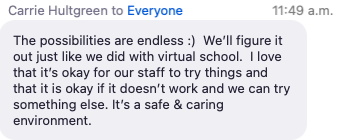 Carrie Hultgreen to Everyone 11:49 a.m.
The possibilities are endless :)  We'll figure it
out just like we did with virtual school.  I love
that it's okay for our staff to try things and
that it is okay if it doesn't work and we can try
something else. It's a safe & caring
environment.